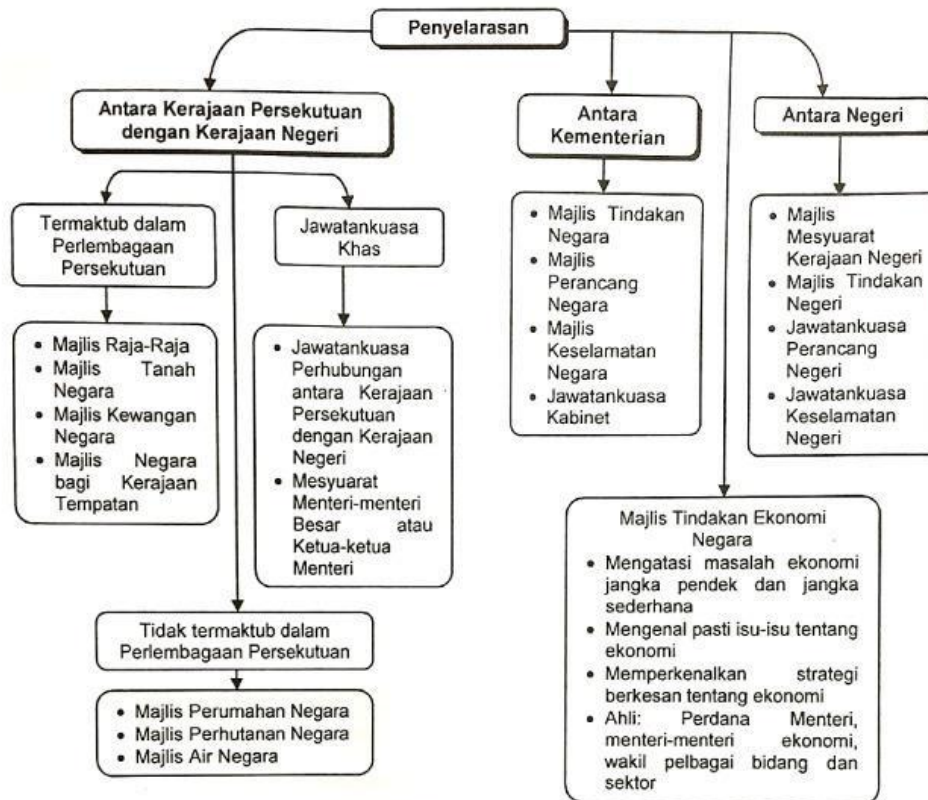 Penyelarasan
Antara Kerajaan Persekutuan
dengan Kerajaan Negeri
Antara
Kementerian
Antara Negeri
Termaktub dalam
Perlembagaan
Persekutuan
Jawatankuasa
Khas
• Majlis Raja-Raja
• Majlis Tanah
Negara
• Majlis Kewangan
Negara
• Majlis Negara
bagi Kerajaan
Tempatan
• Jawatankuasa
Perhubungan
antara Kerajaan
Persekutuan
dengan Kerajaan
Negeri
• Mesyuarat
Menteri-menteri
Besar atau
Ketua-ketua
Menteri
• Majlis Tindakan
Negara
• Majlis
Perancang
Negara
• Majlis
Keselamatan
Negara
• Jawatankuasa
Kabinet
• Majlis
Mesyuarat
Kerajaan Negeri
• Majlis Tindakan
Negeri
• Jawatankuasa
Perancang
Negeri
• Jawatankuasa
Keselamatan
Negeri
Tidak termaktub dalam
Perlembagaan Persekutuan
• Majlis Perumahan Negara
• Majlis Perhutanan Negara
• Majlis Air Negara
Majlis Tindakan Ekonomi
Negara
• Mengatasi masalah ekonomi
jangka pendek dan jangka
sederhana
• Mengenal pasti isu-isu tentang
ekonomi
• Memperkenalkan strategi
berkesan tentang ekonomi
• Ahli: Perdana Menteri,
menteri-menteri ekonomi,
wakil pelbagai bidang dan
sektor